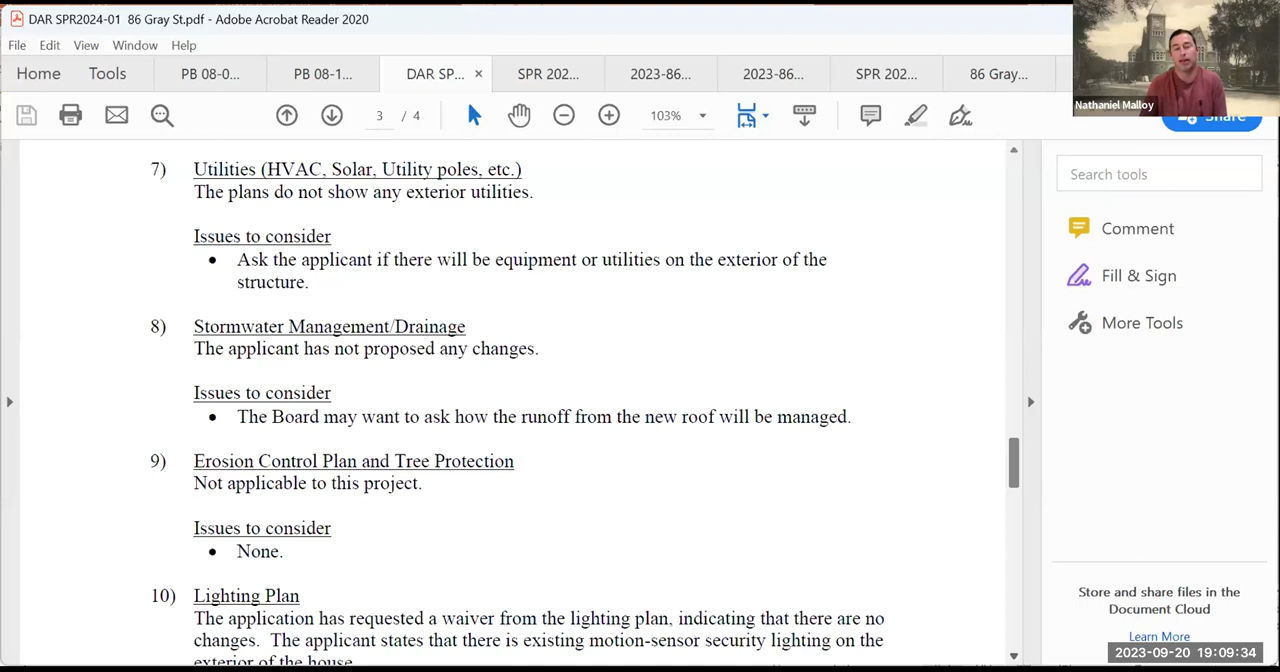 DAR SPR2024-01 86 Gray St.pdf - Adobe Acrobat Reader 2020
File Edit View Window Help
Home Tools PB 08-0... PB 08-1... DAR SP... × SPR 202... 2023-86... 2023-86... SPR 202... 86 Gray...
3 / 4 103%
Nathaniel Malloy
Share
7) Utilities (HVAC, Solar, Utility poles, etc.)
The plans do not show any exterior utilities.
Issues to consider
• Ask the applicant if there will be equipment or utilities on the exterior of the
structure.
8) Stormwater Management/Drainage
The applicant has not proposed any changes.
Issues to consider
• The Board may want to ask how the runoff from the new roof will be managed.
9) Erosion Control Plan and Tree Protection
Not applicable to this project.
Issues to consider
• None.
10) Lighting Plan
The application has requested a waiver from the lighting plan, indicating that there are no
changes. The applicant states that there is existing motion-sensor security lighting on the
exterior of the house.
Search tools
Comment
Fill & Sign
More Tools
Store and share files in the
Document Cloud
Learn More
2023-09-20 19:09:34